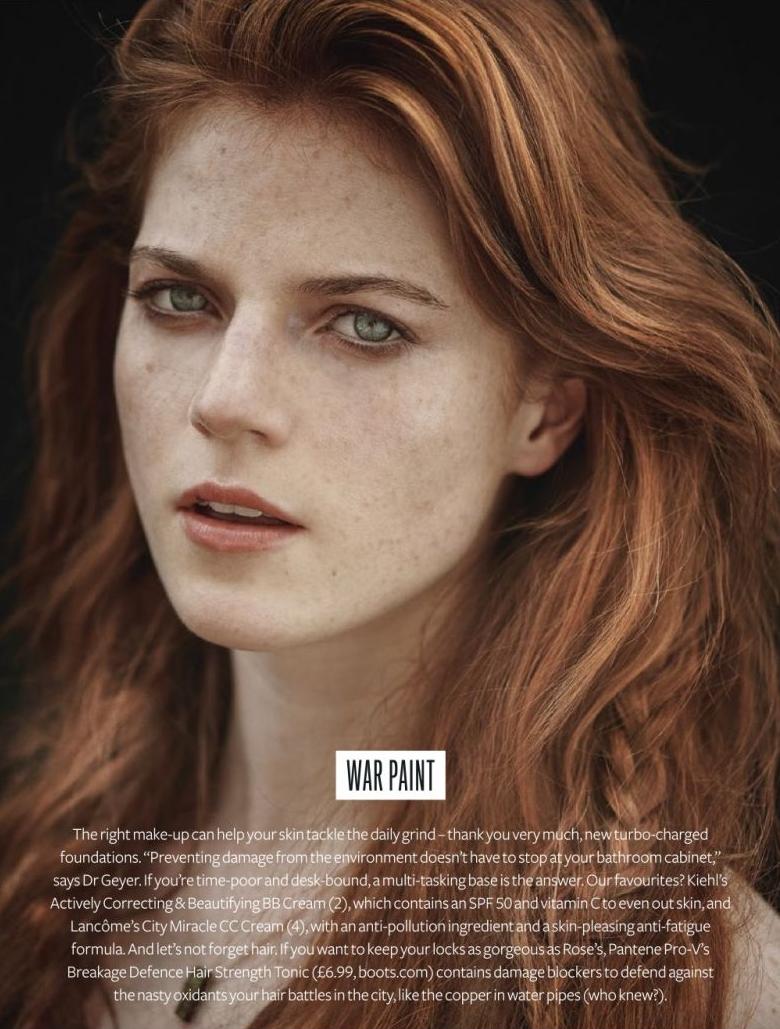 WAR PAINT
The right make-up can help your skin tackle the daily grind – thank you very much, new turbo-charged
foundations. “Preventing damage from the environment doesn’t have to stop at your bathroom cabinet,”
says Dr Geyer. If you’re time-poor and desk-bound, a multi-tasking base is the answer. Our favourites? Kiehl’s
Actively Correcting & Beautifying BB Cream (2), which contains an SPF 50 and vitamin C to even out skin, and
Lancôme’s City Miracle CC Cream (4), with an anti-pollution ingredient and a skin-pleasing anti-fatigue
formula. And let’s not forget hair. If you want to keep your locks as gorgeous as Rose’s, Pantene Pro-V’s
Breakage Defence Hair Strength Tonic (£6.99, boots.com) contains damage blockers to defend against
the nasty oxidants your hair battles in the city, like the copper in water pipes (who knew?).